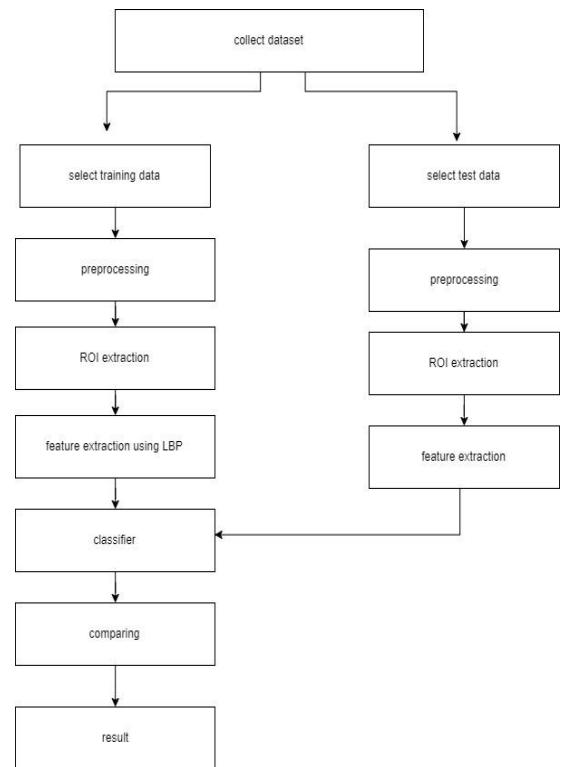 collect dataset
select training data
select test data
preprocessing
preprocessing
ROI extraction
ROI extraction
feature extraction using LBP
feature extraction
classifier
comparing
result